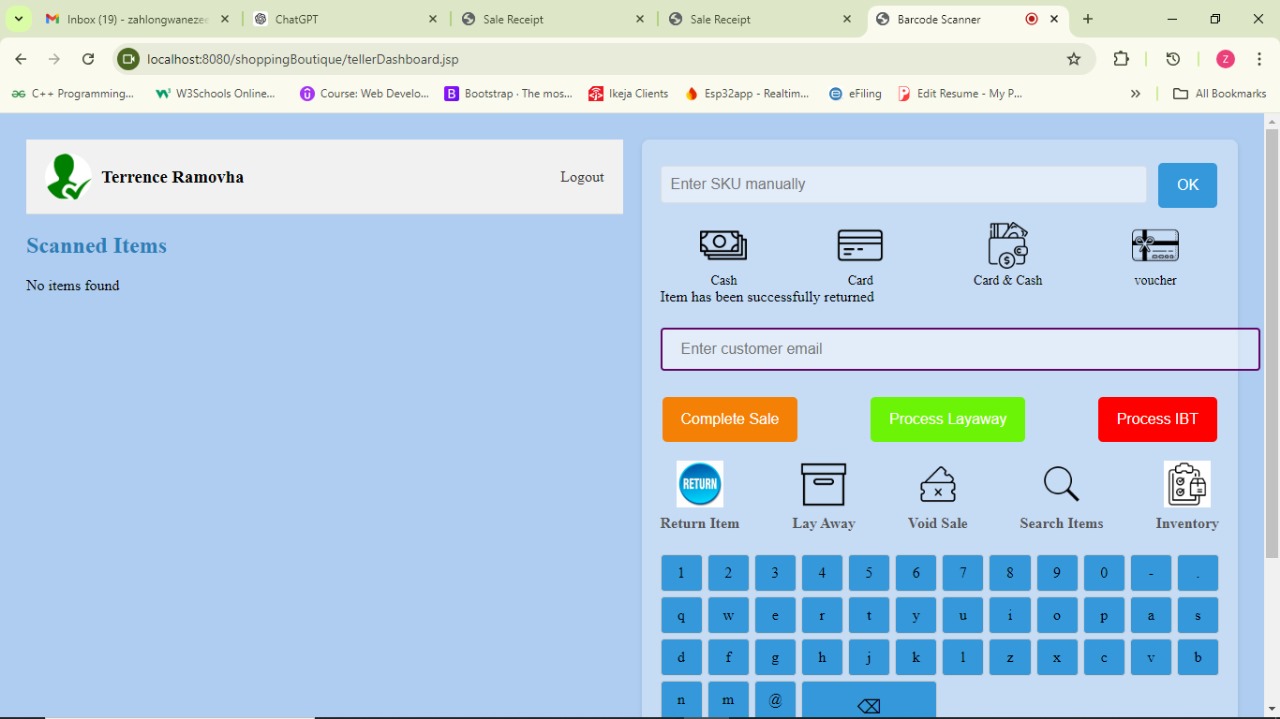 Inbox (19) - zahlongwanezee
ChatGPT
Sale Receipt
Sale Receipt
Barcode Scanner
localhost:8080/shoppingBoutique/tellerDashboard.jsp
Z
C++ Programming...
W3Schools Online...
Course: Web Develo...
Bootstrap · The mos...
Ikeja Clients
Esp32app - Realtim...
eFiling
Edit Resume - My P...
All Bookmarks
Terrence Ramovha
Logout
Scanned Items
No items found
Enter SKU manually
OK
Cash
Card
Card & Cash
voucher
Item has been successfully returned
Enter customer email
Complete Sale
Process Layaway
Process IBT
RETURN
Return Item
Lay Away
Void Sale
Search Items
Inventory
1 2 3 4 5 6 7 8 9 0 - .
q w e r t y u i o p a s
d f g h j k l z x c v b
n m @